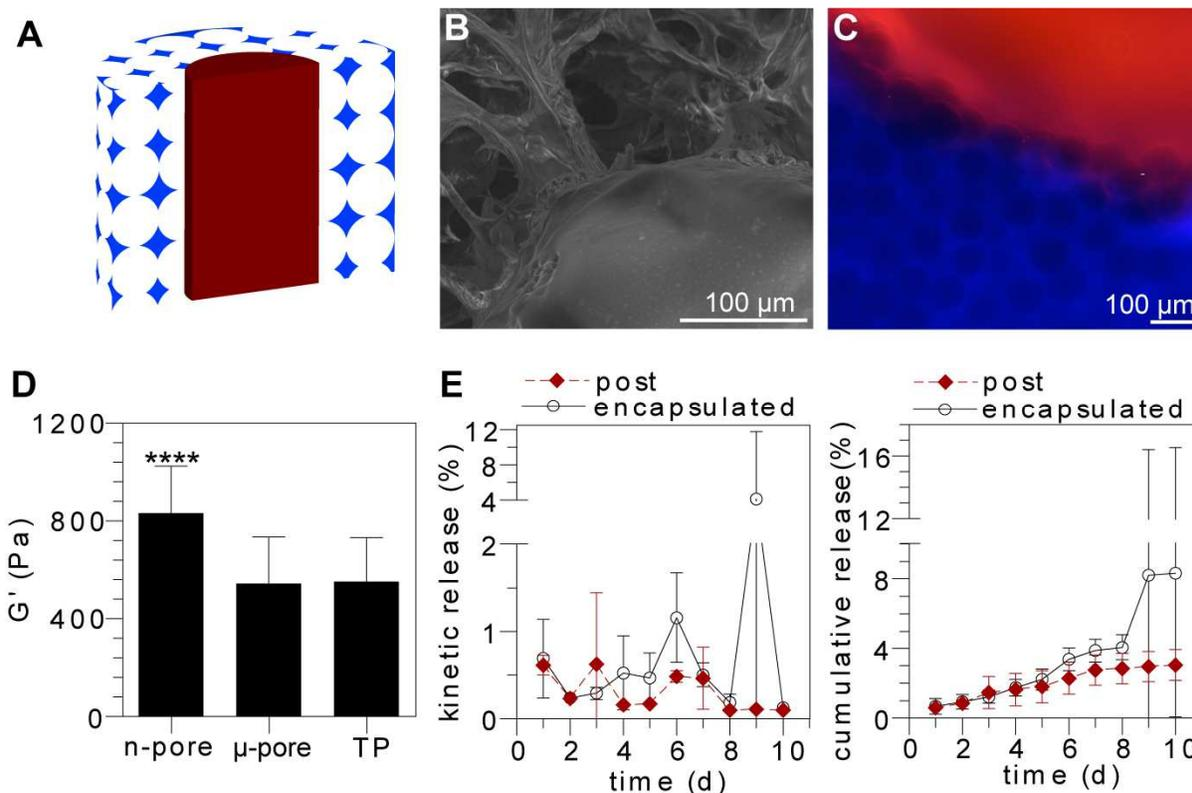 A
B
C
100 µm
100 µm
D
G' (Pa)
1200
800
400
0
****
n-pore
µ-pore
TP
E
post
encapsulated
kinetic release (%)
12
8
4
2
1
0
0
2
4
6
8
10
time (d)
post
encapsulated
cumulative release(%)
16
12
8
4
0
0
2
4
6
8
10
time (d)